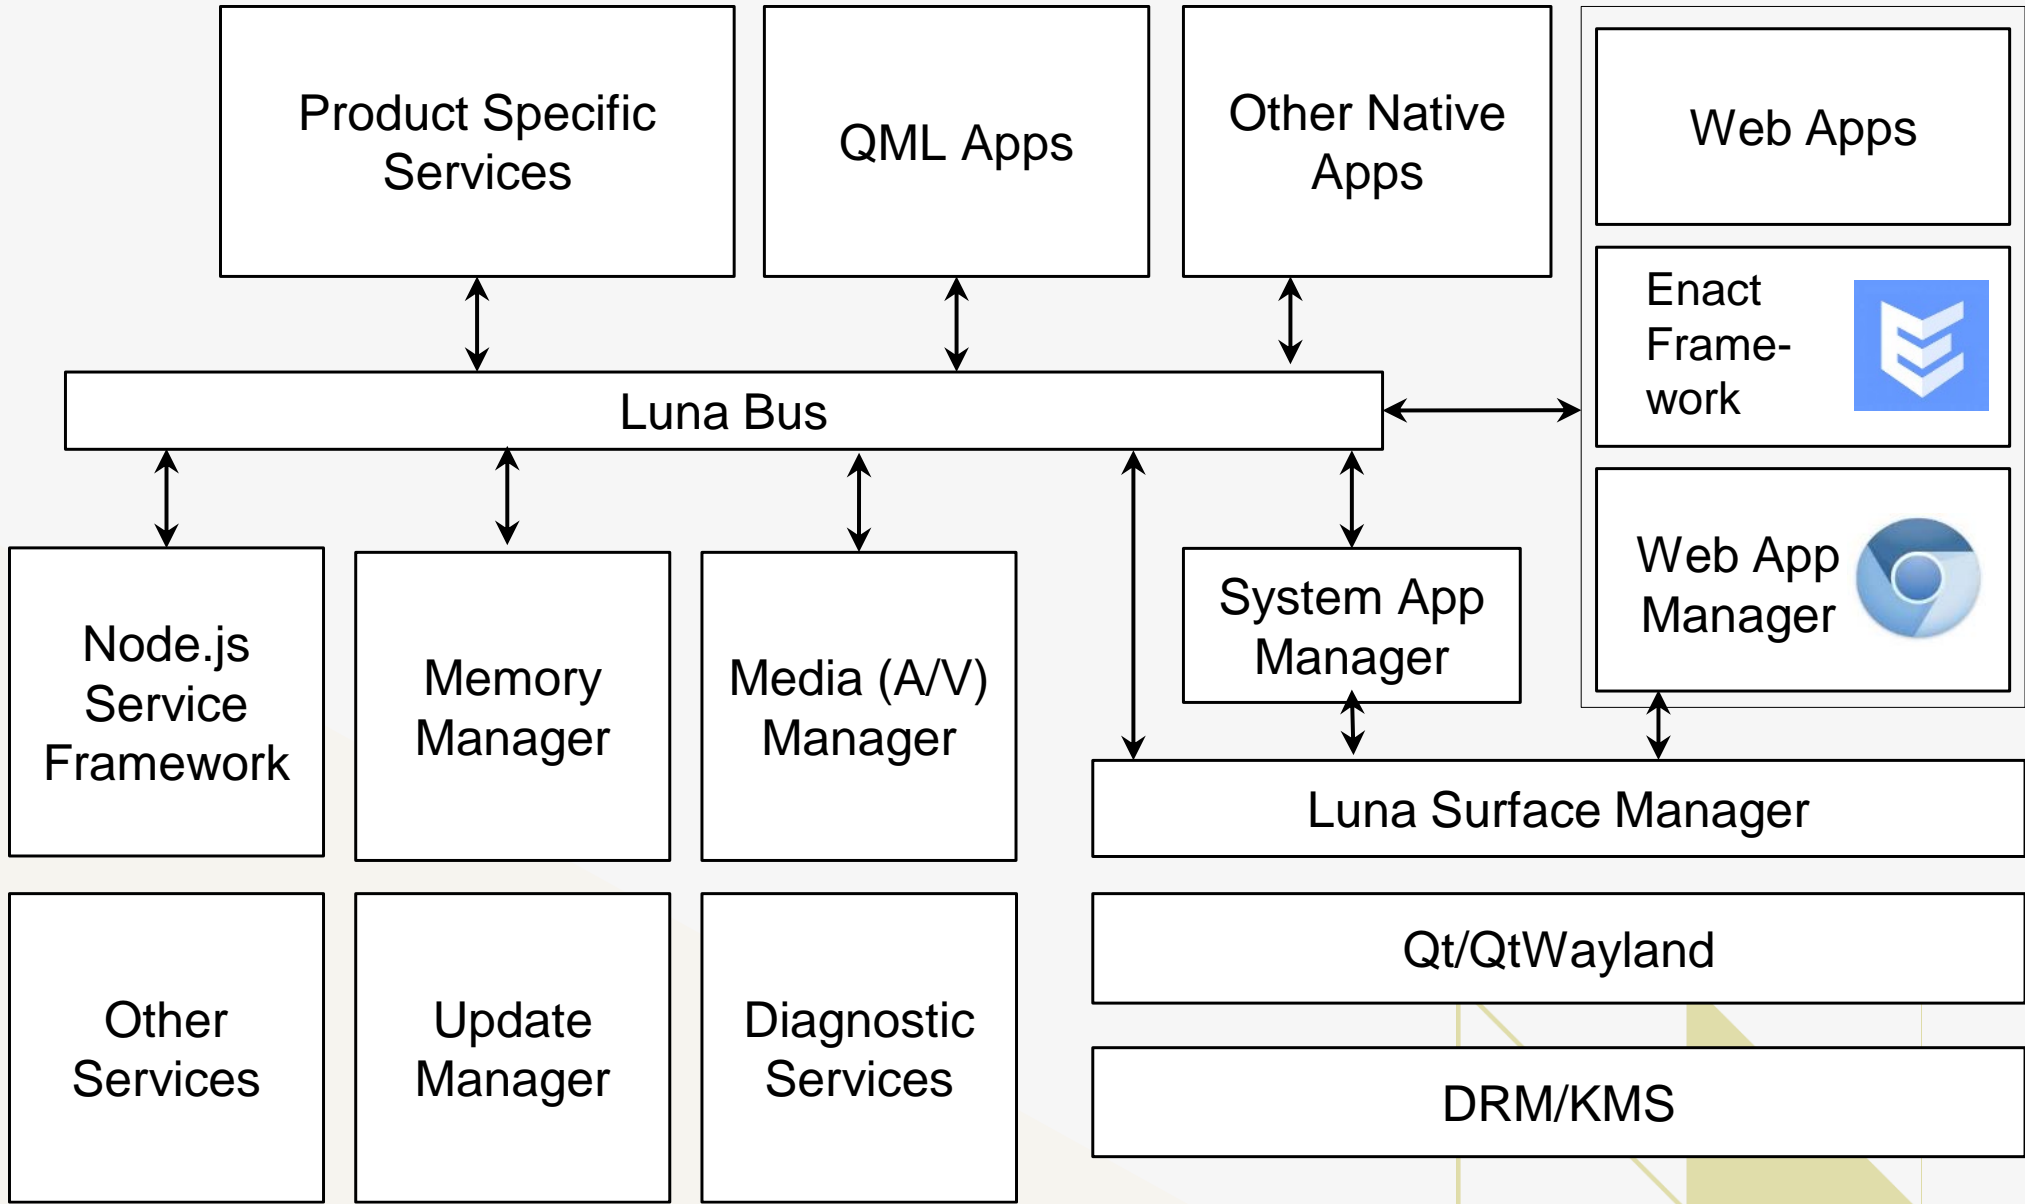 Product Specific
Services
QML Apps
Other Native
Apps
Web Apps
Enact
Frame-
work
Luna Bus
Web App
Manager
Node.js
Service
Framework
Memory
Manager
Media (A/V)
Manager
System App
Manager
Luna Surface Manager
Other
Services
Update
Manager
Diagnostic
Services
Qt/QtWayland
DRM/KMS